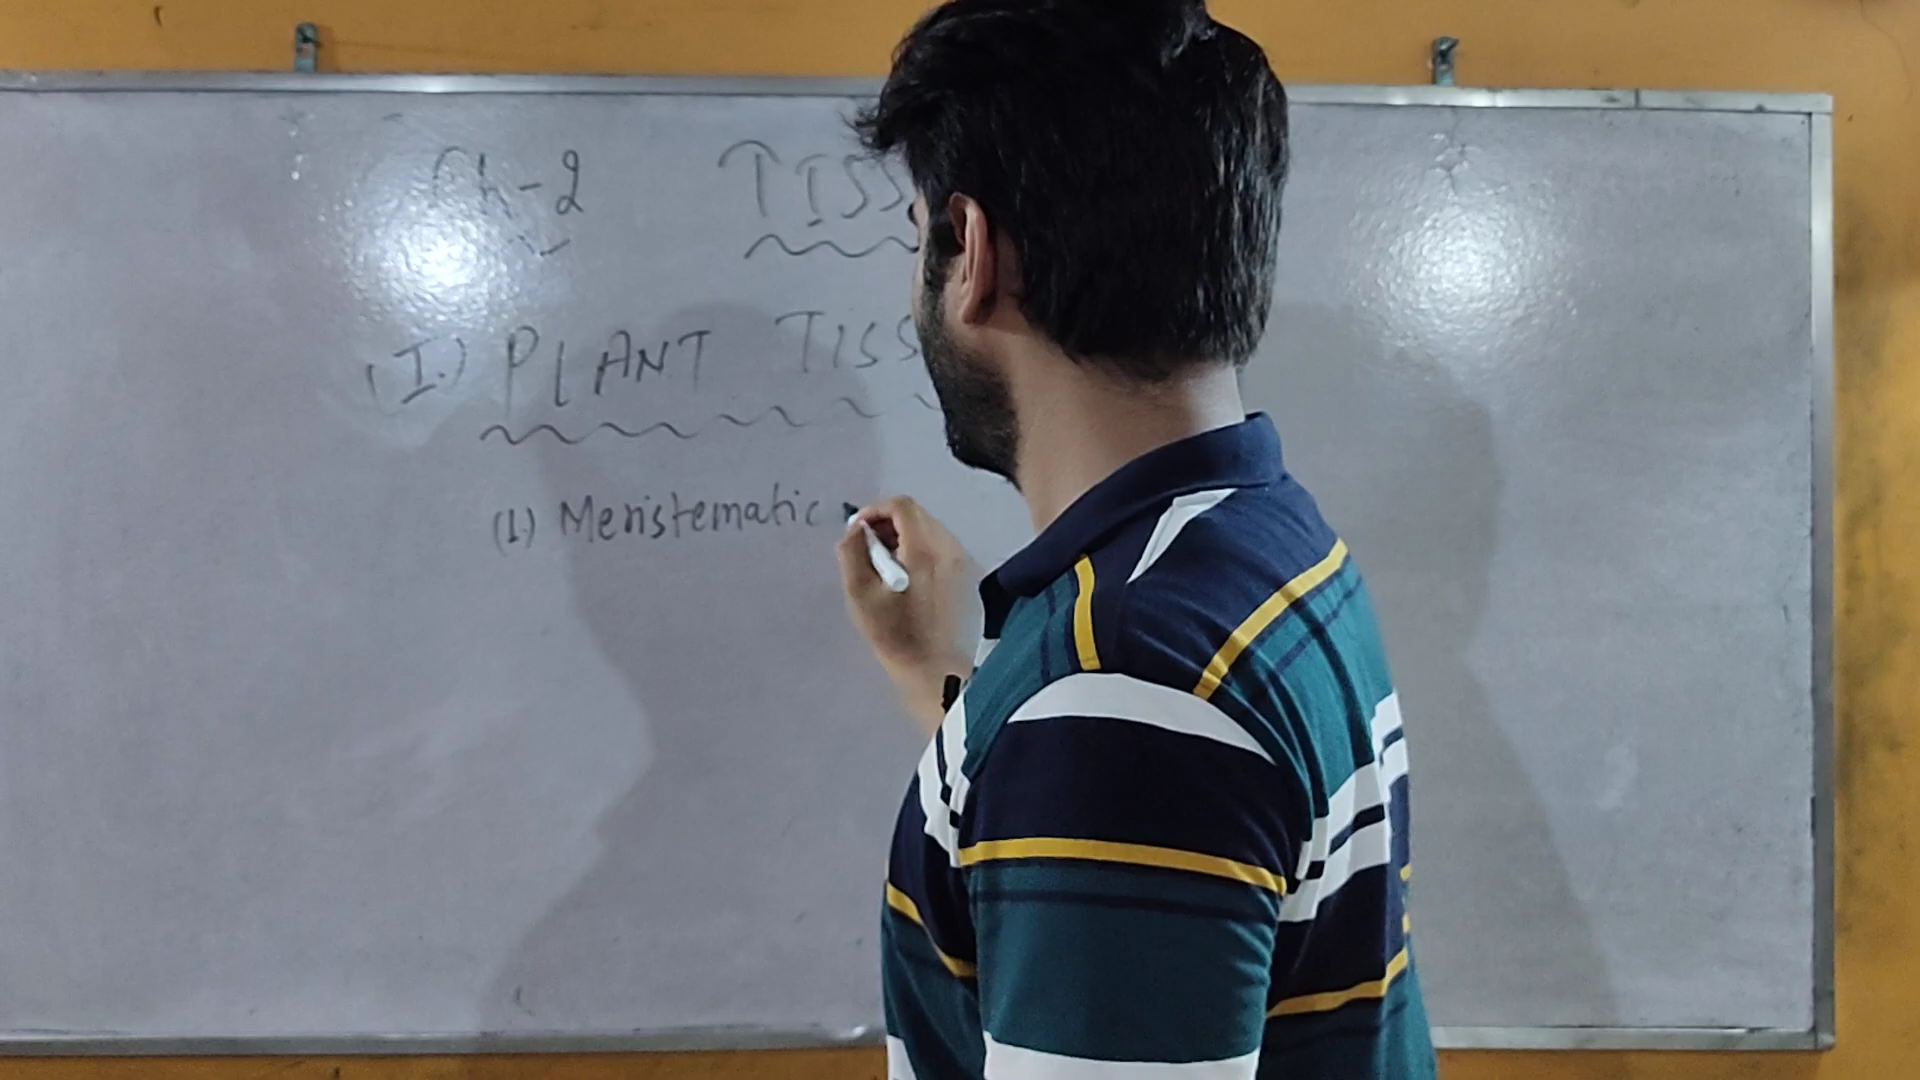 Ch-2 TISS
(I.) PLANT TISS
(1.) Meristematic